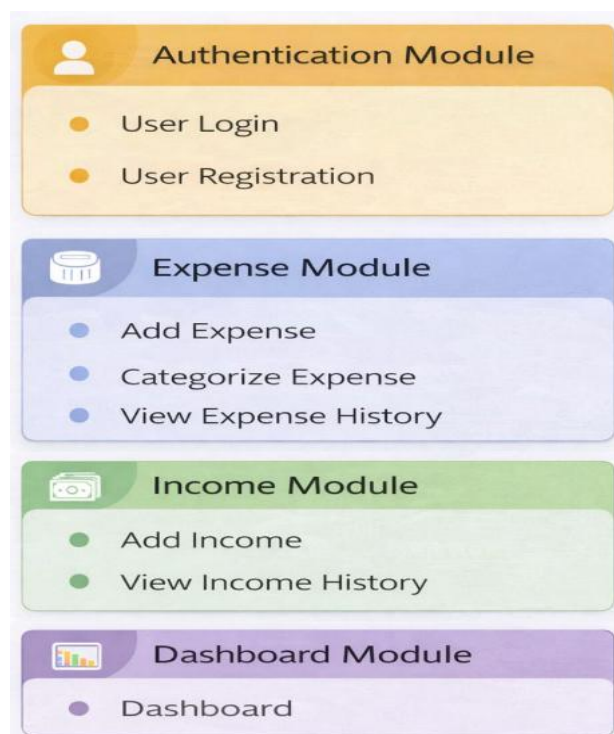 Authentication Module
User Login
User Registration
Expense Module
Add Expense
Categorize Expense
View Expense History
Income Module
Add Income
View Income History
Dashboard Module
Dashboard